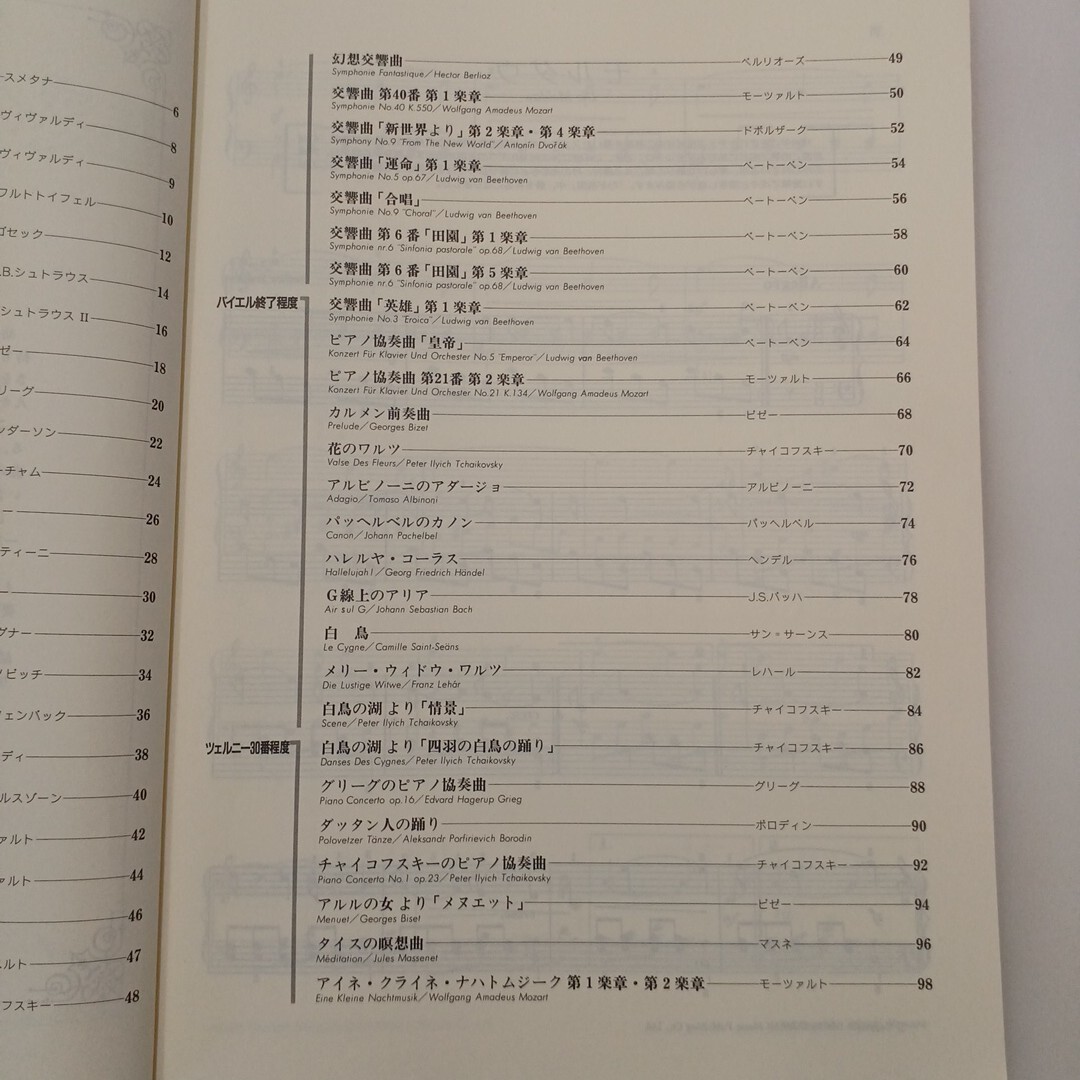 スメタナ 6
ヴィヴァルディ 8
ヴィヴァルディ 9
フルトトイフェル 10
ゴセック 12
.B.シュトラウス 14
シュトラウス II 16
ゼー 18
リーグ 20
ンダーソン 22
ーチャム 24
ー 26
ティーニ 28
ー 30
グナー 32
ノビッチ 34
フェンバック 36
ディ 38
ルスゾーン 40
ァルト 42
ァルト 44
46
ルト 47
フスキー 48
幻想交響曲 ベルリオーズ 49
Symphonie Fantastique／Hector Berlioz
交響曲 第40番 第1楽章 モーツァルト 50
Symphonie No.40 K.550／Wolfgang Amadeus Mozart
交響曲「新世界より」第2楽章・第4楽章 ドボルザーク 52
Symphony No.9 "From The New World"／Antonín Dvořák
交響曲「運命」第1楽章 ベートーベン 54
Symphonie No.5 op.67／Ludwig van Beethoven
交響曲「合唱」 ベートーベン 56
Symphonie No.9 "Choral"／Ludwig van Beethoven
交響曲 第6番「田園」第1楽章 ベートーベン 58
Symphonie nr.6 "Sinfonia pastorale" op.68／Ludwig van Beethoven
交響曲 第6番「田園」第5楽章 ベートーベン 60
Symphonie nr.6 "Sinfonia pastorale" op.68／Ludwig van Beethoven
バイエル終了程度
交響曲「英雄」第1楽章 ベートーベン 62
Symphonie No.3 "Eroica"／Ludwig van Beethoven
ピアノ協奏曲「皇帝」 ベートーベン 64
Konzert Für Klavier Und Orchester No.5 "Emperor"／Ludwig van Beethoven
ピアノ協奏曲 第21番 第2楽章 モーツァルト 66
Konzert Für Klavier Und Orchester No.21 K.134／Wolfgang Amadeus Mozart
カルメン前奏曲 ビゼー 68
Prelude／Georges Bizet
花のワルツ チャイコフスキー 70
Valse Des Fleurs／Peter Ilyich Tchaikovsky
アルビノーニのアダージョ アルビノーニ 72
Adagio／Tomaso Albinoni
パッヘルベルのカノン パッヘルベル 74
Canon／Johann Pachelbel
ハレルヤ・コーラス ヘンデル 76
Hallelujah!／Georg Friedrich Händel
G線上のアリア J.S.バッハ 78
Air sul G／Johann Sebastian Bach
白 鳥 サン＝サーンス 80
Le Cygne／Camille Saint-Seäns
メリー・ウィドウ・ワルツ レハール 82
Die Lustige Witwe／Franz Lehár
白鳥の湖 より「情景」 チャイコフスキー 84
Scene／Peter Ilyich Tchaikovsky
ツェルニー30番程度
白鳥の湖 より「四羽の白鳥の踊り」 チャイコフスキー 86
Danses Des Cygnes／Peter Ilyich Tchaikovsky
グリーグのピアノ協奏曲 グリーグ 88
Piano Concerto op.16／Edvard Hagerup Grieg
ダッタン人の踊り ボロディン 90
Polovetzer Tänze／Aleksandr Porfirievich Borodin
チャイコフスキーのピアノ協奏曲 チャイコフスキー 92
Piano Concerto No.1 op.23／Peter Ilyich Tchaikovsky
アルルの女 より「メヌエット」 ビゼー 94
Menuet／Georges Biset
タイスの瞑想曲 マスネ 96
Méditation／Jules Massenet
アイネ・クライネ・ナハトムジーク 第1楽章・第2楽章 モーツァルト 98
Eine Kleine Nachtmusik／Wolfgang Amadeus Mozart